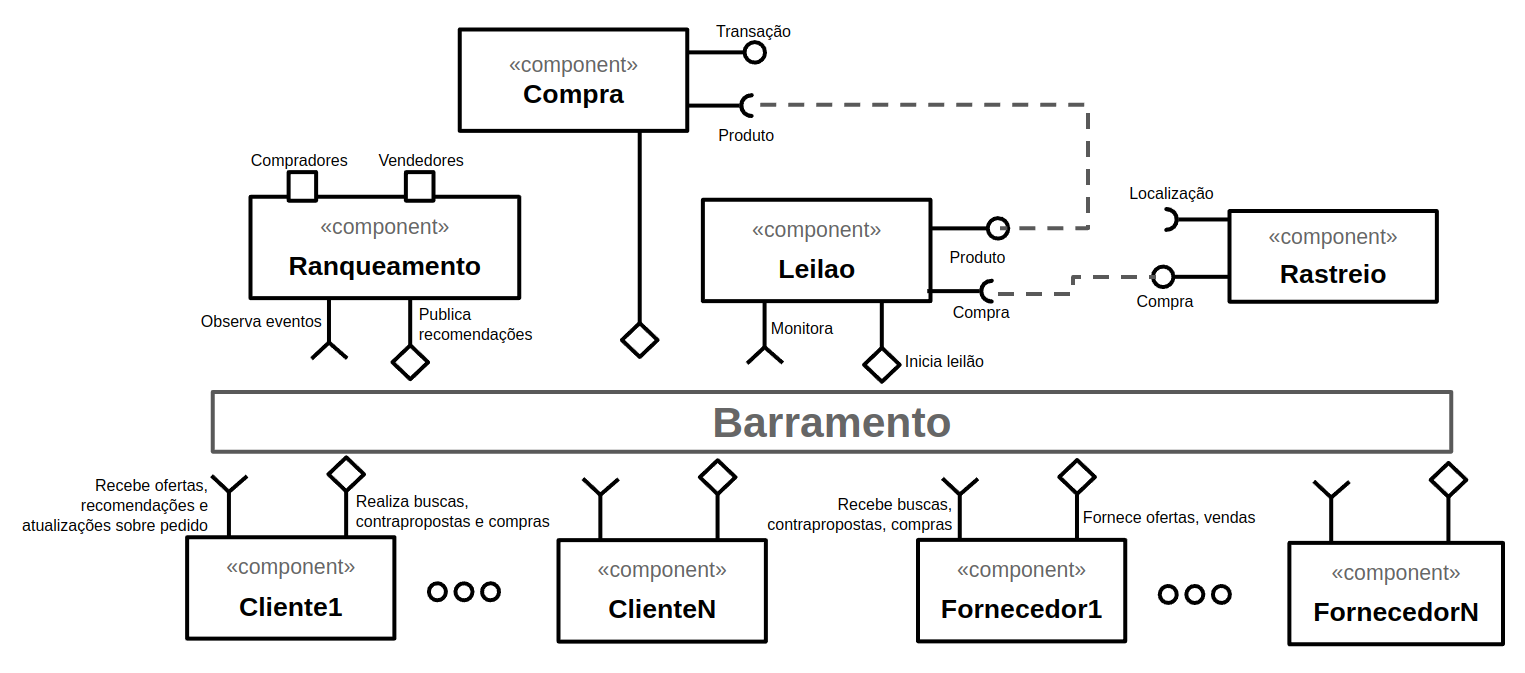 Transação
«component»
Compra
Produto
Compradores
Vendedores
«component»
Ranqueamento
Observa eventos
Publica
recomendações
«component»
Leilao
Produto
Compra
Monitora
Inicia leilão
Localização
«component»
Rastreio
Compra
Barramento
Recebe ofertas,
recomendações e
atualizações sobre pedido
Realiza buscas,
contrapropostas e compras
«component»
Cliente1
«component»
ClienteN
Recebe buscas,
contrapropostas, compras
Fornece ofertas, vendas
«component»
Fornecedor1
«component»
FornecedorN